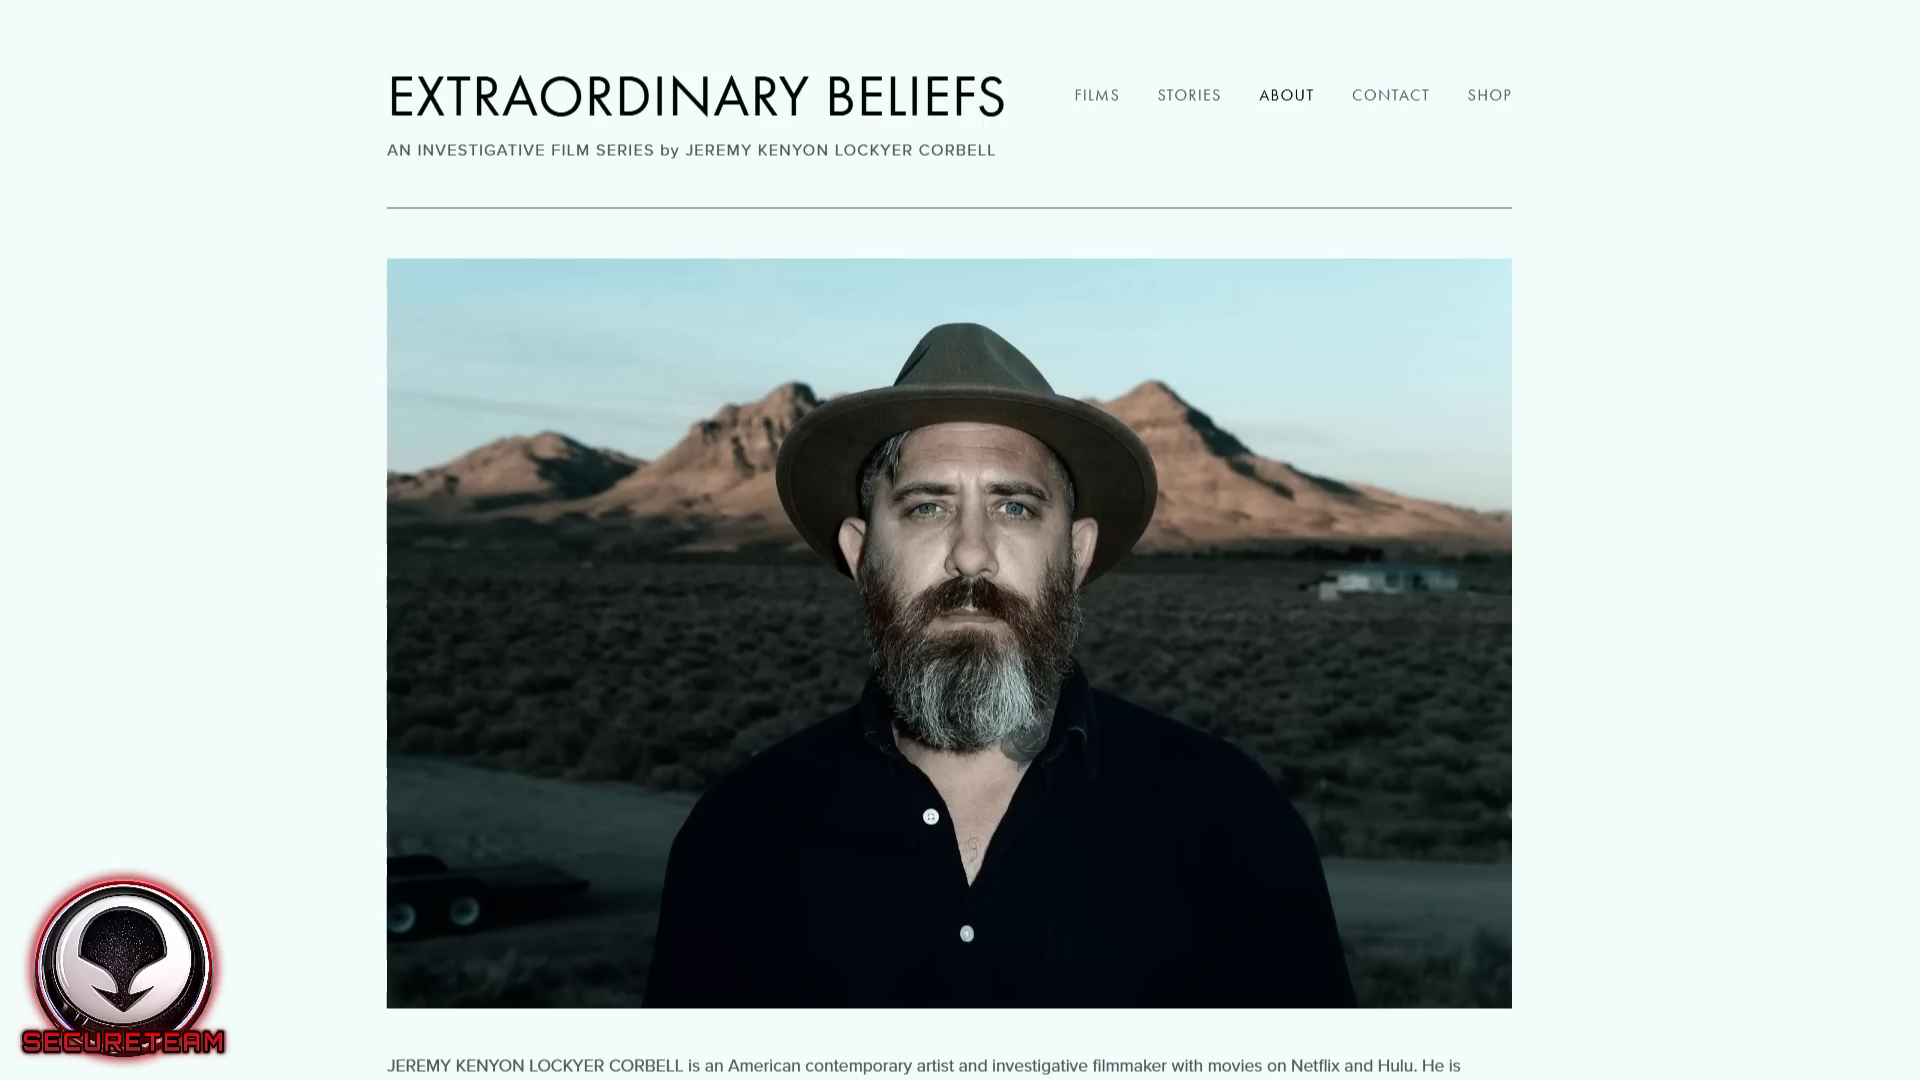 EXTRAORDINARY BELIEFS
FILMS STORIES ABOUT CONTACT SHOP
AN INVESTIGATIVE FILM SERIES by JEREMY KENYON LOCKYER CORBELL
SECURETEAM
JEREMY KENYON LOCKYER CORBELL is an American contemporary artist and investigative filmmaker with movies on Netflix and Hulu. He is